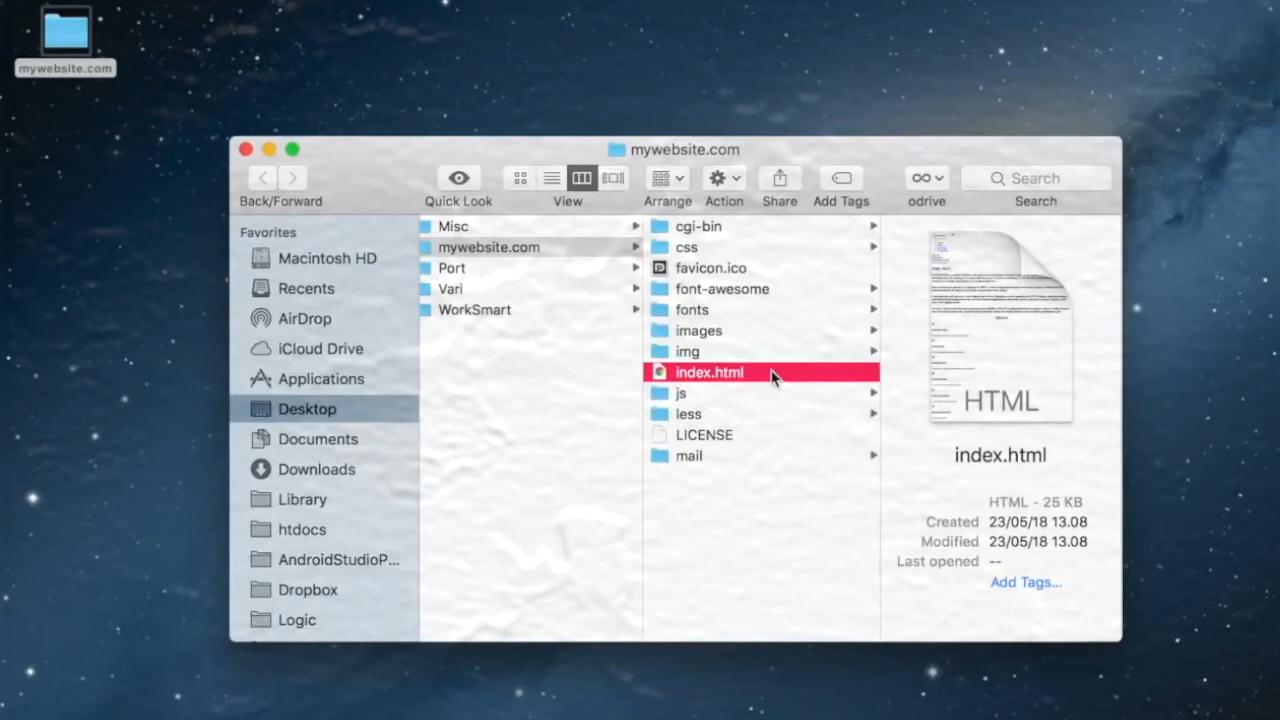 mywebsite.com
mywebsite.com
Back/Forward
Quick Look
View
Arrange
Action
Share
Add Tags
odrive
Search
Search
Favorites
Macintosh HD
Recents
AirDrop
iCloud Drive
Applications
Desktop
Documents
Downloads
Library
htdocs
AndroidStudioP...
Dropbox
Logic
Misc
mywebsite.com
Port
Vari
WorkSmart
cgi-bin
css
favicon.ico
font-awesome
fonts
images
img
index.html
js
less
LICENSE
mail
HTML
index.html
HTML - 25 KB
Created 23/05/18 13.08
Modified 23/05/18 13.08
Last opened --
Add Tags...